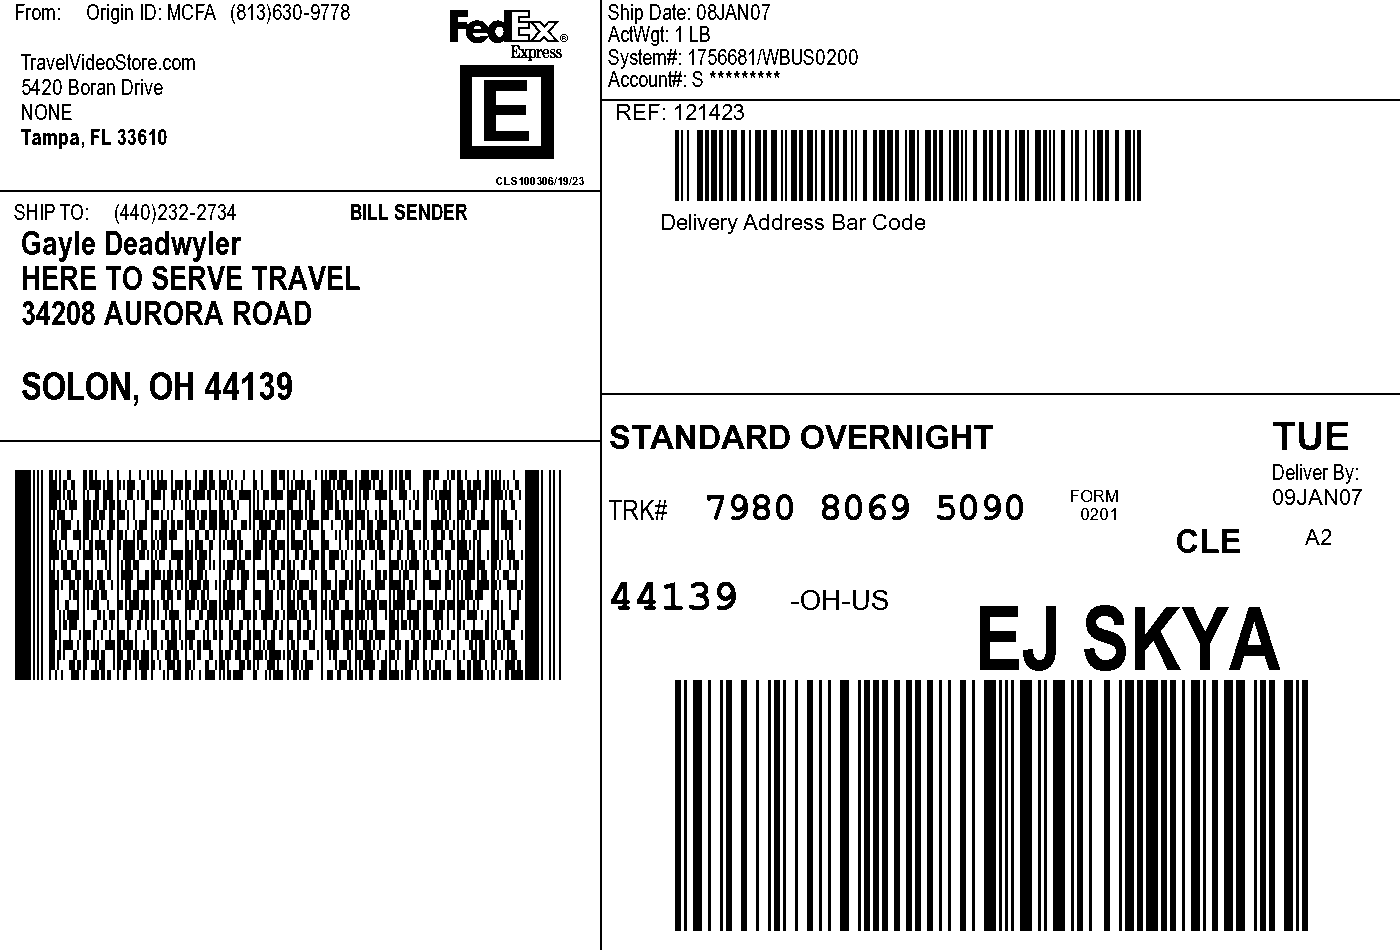 From: Origin ID: MCFA (813)630-9778
TravelVideoStore.com
5420 Boran Drive
NONE
Tampa, FL 33610
FedEx®
Express
E
CLS100306/19/23
SHIP TO: (440)232-2734 BILL SENDER
Gayle Deadwyler
HERE TO SERVE TRAVEL
34208 AURORA ROAD
SOLON, OH 44139
Ship Date: 08JAN07
ActWgt: 1 LB
System#: 1756681/WBUS0200
Account#: S *********
REF: 121423
Delivery Address Bar Code
STANDARD OVERNIGHT
TUE
Deliver By:
09JAN07
TRK# 7980 8069 5090
FORM
0201
CLE
A2
44139 -OH-US
EJ SKYA